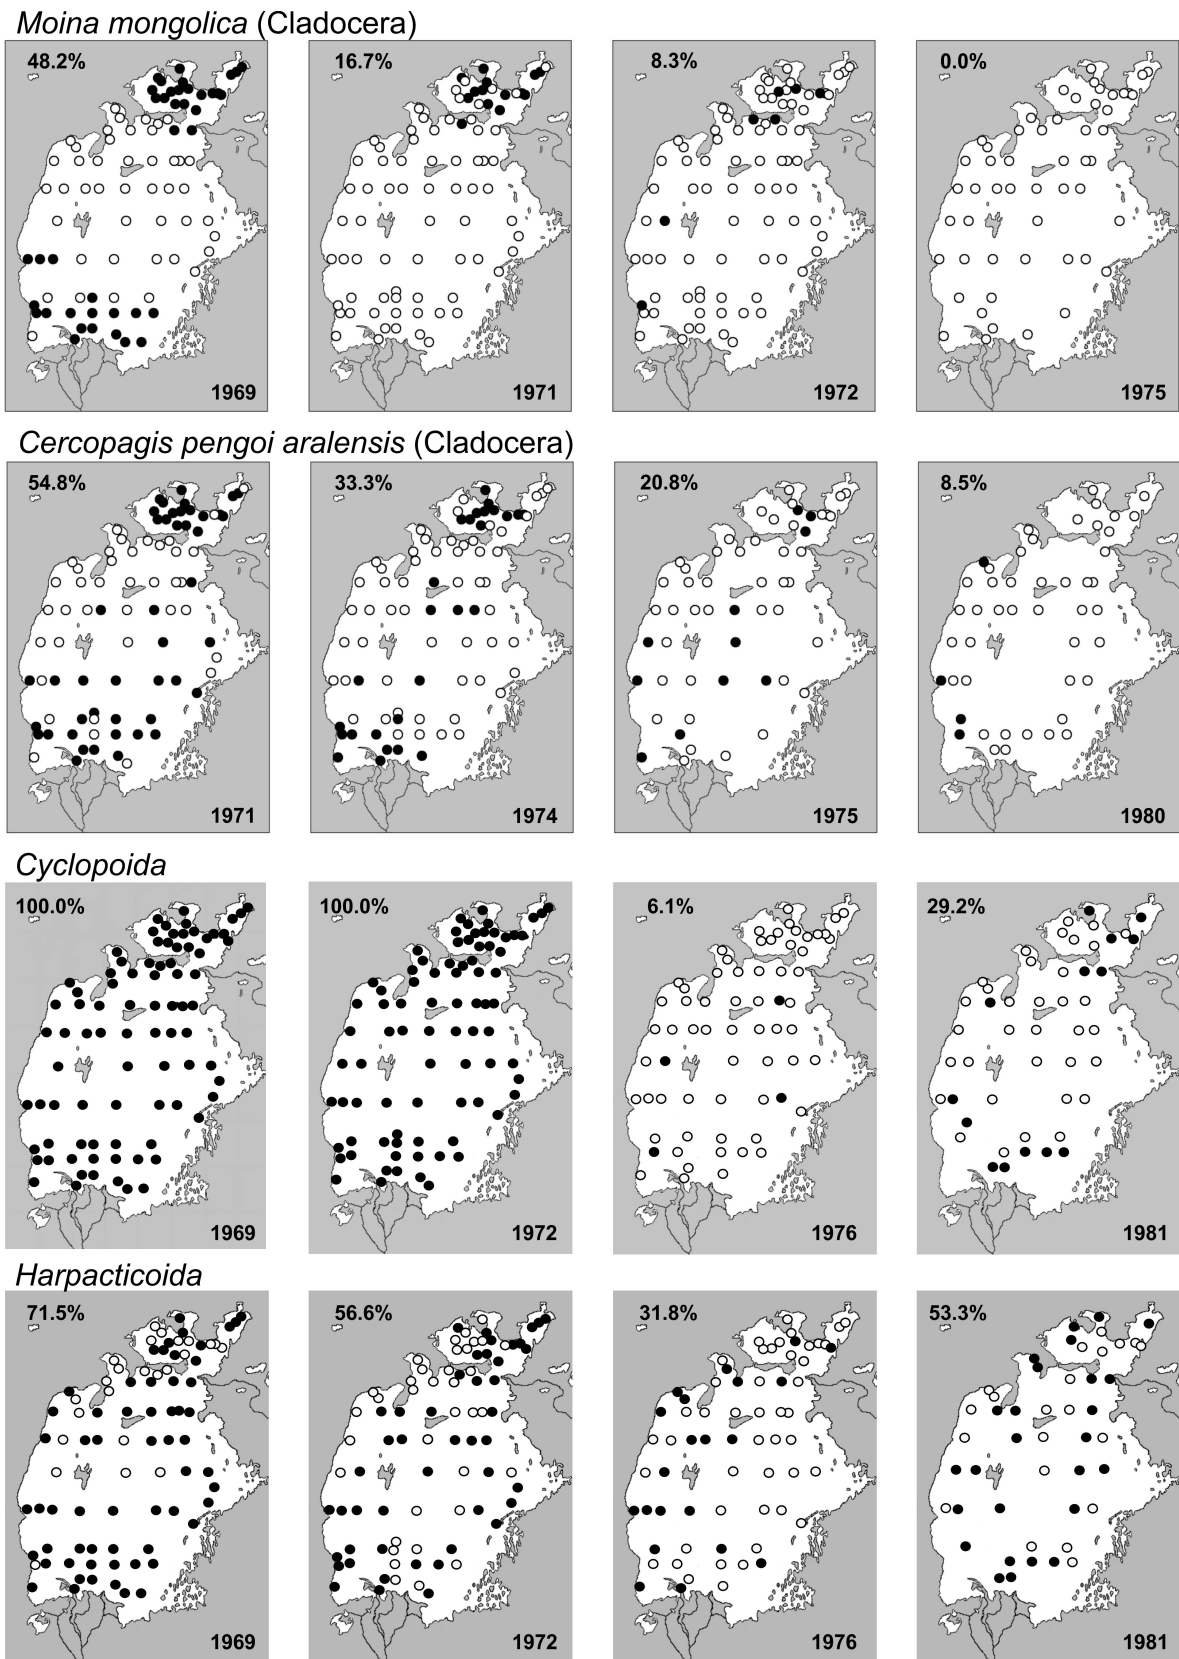 Moina mongolica (Cladocera)
48.2% 16.7% 8.3% 0.0%
1969 1971 1972 1975
Cercopagis pengoi aralensis (Cladocera)
54.8% 33.3% 20.8% 8.5%
1971 1974 1975 1980
Cyclopoida
100.0% 100.0% 6.1% 29.2%
1969 1972 1976 1981
Harpacticoida
71.5% 56.6% 31.8% 53.3%
1969 1972 1976 1981